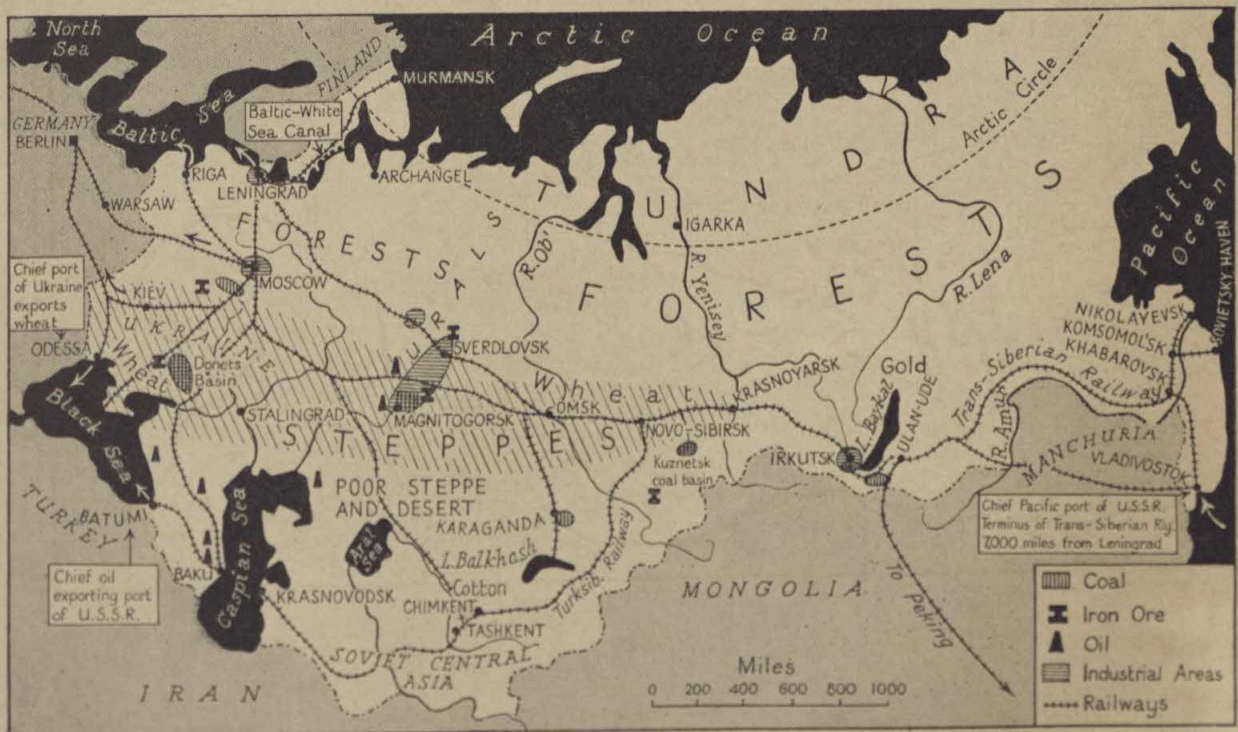 North
Sea
Arctic Ocean
FINLAND
MURMANSK
Baltic Sea
Baltic-White
Sea Canal
GERMANY
BERLIN
RIGA
LENINGRAD
ARCHANGEL
WARSAW
TUNDRA
Arctic Circle
IGARKA
FORESTS
URALS
R. Ob
R. Yenisey
FORESTS
R. Lena
Pacific
Ocean
Chief port
of Ukraine
exports
wheat
MOSCOW
KIEV
UKRAINE
ODESSA
Wheat
Donets
Basin
SVERDLOVSK
NIKOLAYEVSK
KOMSOMOL'SK
KHABAROVSK
SOVIETSKY HAVEN
Black Sea
STALINGRAD
MAGNITOGORSK
Wheat
OMSK
KRASNOYARSK
Gold
L. Baykal
ULAN-UDE
Trans-Siberian Railway
STEPPES
NOVO-SIBIRSK
Kuznetsk
coal basin
IRKUTSK
R. Amur
MANCHURIA
VLADIVOSTOK
TURKEY
BATUMI
Caspian Sea
POOR STEPPE
AND DESERT
KARAGANDA
Chief Pacific port of U.S.S.R.
Terminus of Trans-Siberian Rly.
7,000 miles from Leningrad
Aral
Sea
L. Balkhash
Turksib. Railway
Chief oil
exporting port
of U.S.S.R.
BAKU
KRASNOVODSK
Cotton
CHIMKENT
TASHKENT
MONGOLIA
To Peking
SOVIET CENTRAL
ASIA
IRAN
Miles
0 200 400 600 800 1000
Coal
Iron Ore
Oil
Industrial Areas
Railways